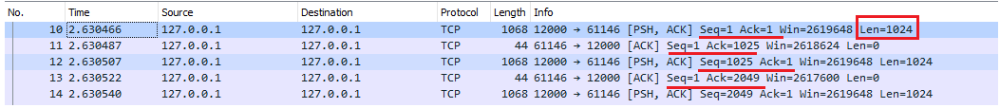 No. Time Source Destination Protocol Length Info
10 2.630466 127.0.0.1 127.0.0.1 TCP 1068 12000 → 61146 [PSH, ACK] Seq=1 Ack=1 Win=2619648 Len=1024
11 2.630487 127.0.0.1 127.0.0.1 TCP 44 61146 → 12000 [ACK] Seq=1 Ack=1025 Win=2618624 Len=0
12 2.630507 127.0.0.1 127.0.0.1 TCP 1068 12000 → 61146 [PSH, ACK] Seq=1025 Ack=1 Win=2619648 Len=1024
13 2.630522 127.0.0.1 127.0.0.1 TCP 44 61146 → 12000 [ACK] Seq=1 Ack=2049 Win=2617600 Len=0
14 2.630540 127.0.0.1 127.0.0.1 TCP 1068 12000 → 61146 [PSH, ACK] Seq=2049 Ack=1 Win=2619648 Len=1024